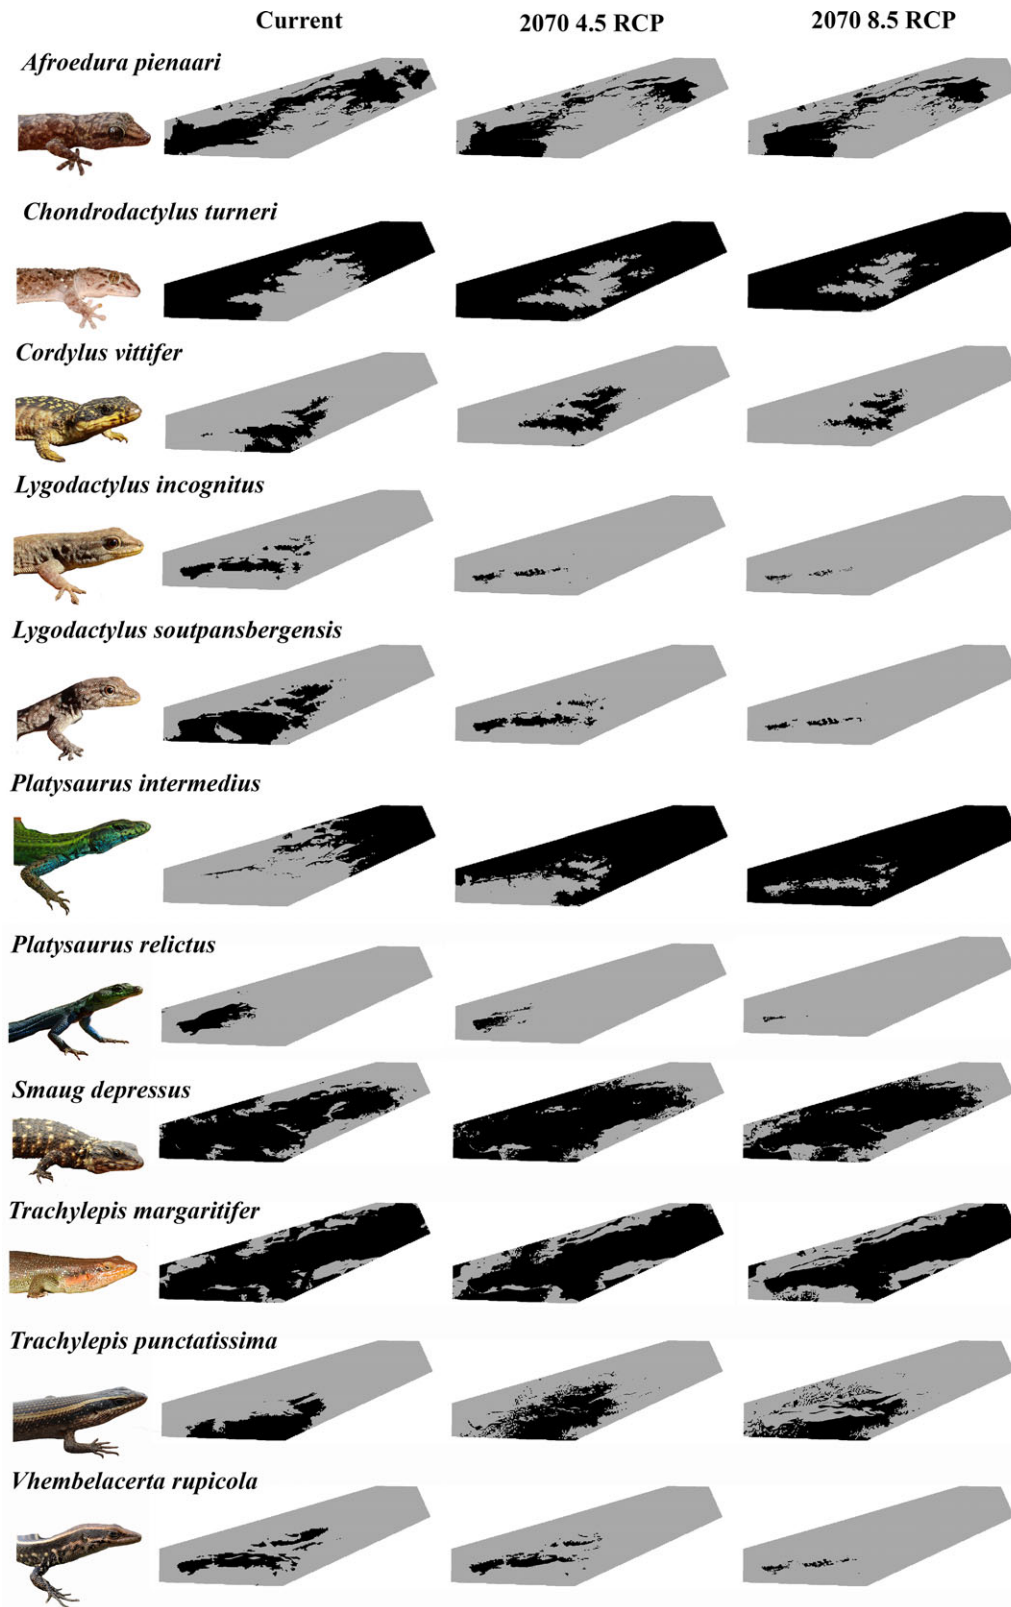 Current 2070 4.5 RCP 2070 8.5 RCP
Afroedura pienaari
Chondrodactylus turneri
Cordylus vittifer
Lygodactylus incognitus
Lygodactylus soutpansbergensis
Platysaurus intermedius
Platysaurus relictus
Smaug depressus
Trachylepis margaritifer
Trachylepis punctatissima
Vhembelacerta rupicola